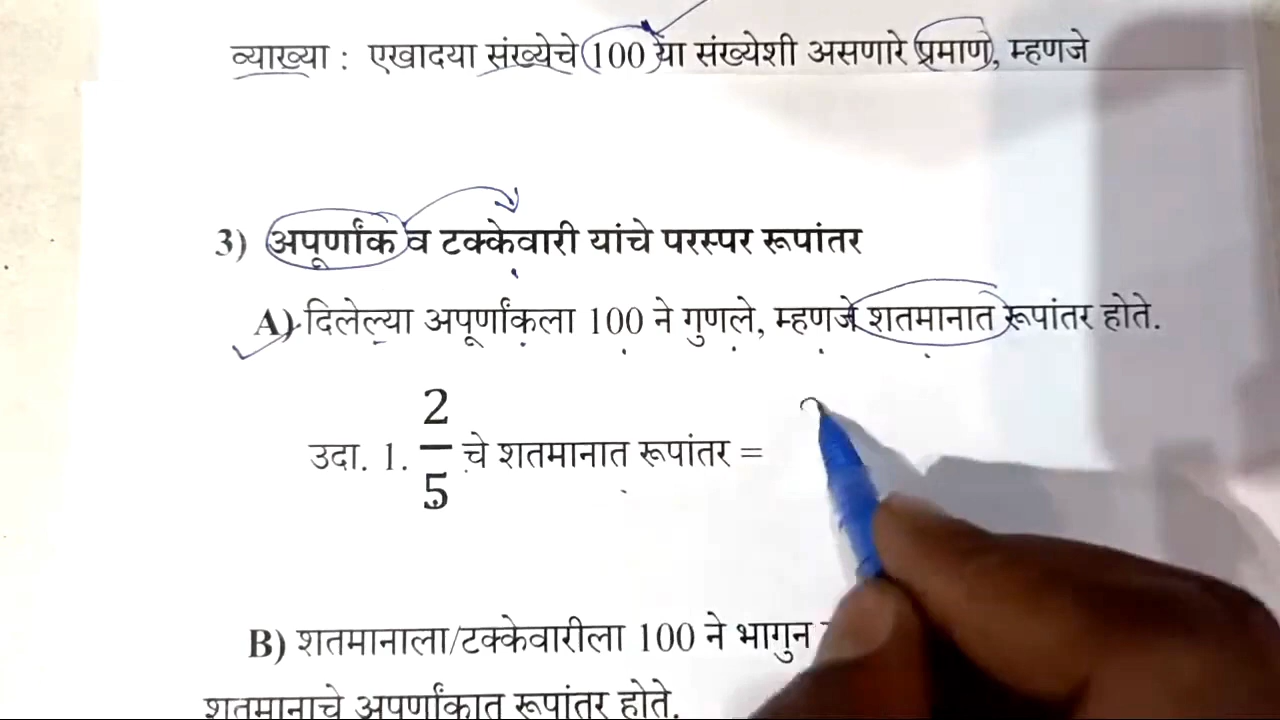 व्याख्या : एखादया संख्येचे 100 या संख्येशी असणारे प्रमाण, म्हणजे
3) अपूर्णांक व टक्केवारी यांचे परस्पर रूपांतर
A) दिलेल्या अपूर्णांकला 100 ने गुणले, म्हणजे शतमानात रूपांतर होते.
उदा. 1. 2/5 चे शतमानात रूपांतर =
B) शतमानाला/टक्केवारीला 100 ने भागुन
शतमानाचे अपूर्णांकात रूपांतर होते.